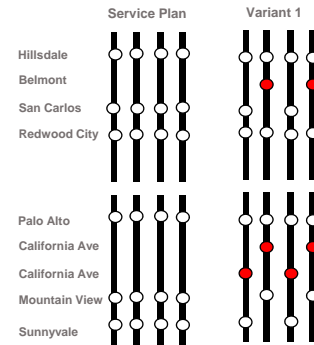 Service Plan Variant 1
Hillsdale
Belmont
San Carlos
Redwood City
Palo Alto
California Ave
California Ave
Mountain View
Sunnyvale